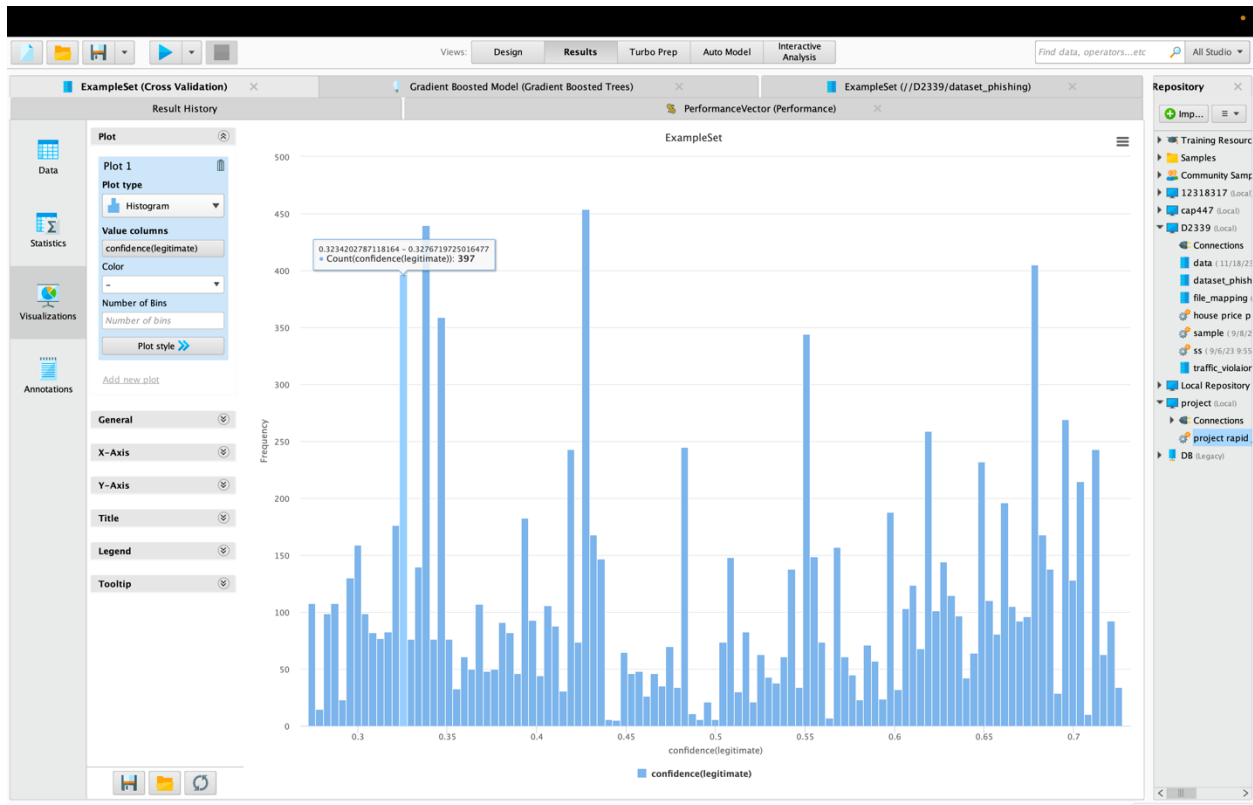 Views: Design Results Turbo Prep Auto Model Interactive Analysis Find data, operators...etc All Studio
ExampleSet (Cross Validation) Gradient Boosted Model (Gradient Boosted Trees) ExampleSet (//D2339/dataset_phishing)
Result History PerformanceVector (Performance)
Data
Statistics
Visualizations
Annotations
Plot
Plot 1
Plot type
Histogram
Value columns
confidence(legitimate)
Color
-
Number of Bins
Number of bins
Plot style
Add new plot
General
X-Axis
Y-Axis
Title
Legend
Tooltip
ExampleSet
500
450
400
350
300
250
200
150
100
50
0
Frequency
0.3234202787118164 - 0.3276719725016477
Count(confidence(legitimate)): 397
0.3 0.35 0.4 0.45 0.5 0.55 0.6 0.65 0.7
confidence(legitimate)
confidence(legitimate)
Repository
Imp...
Training Resourc
Samples
Community Samp
12318317 (Local)
cap447 (Local)
D2339 (Local)
Connections
data (11/18/23
dataset_phish
file_mapping
house price p
sample (9/8/2
ss (9/6/23 9:55
traffic_violaion
Local Repository
project (Local)
Connections
project rapid
DB (Legacy)